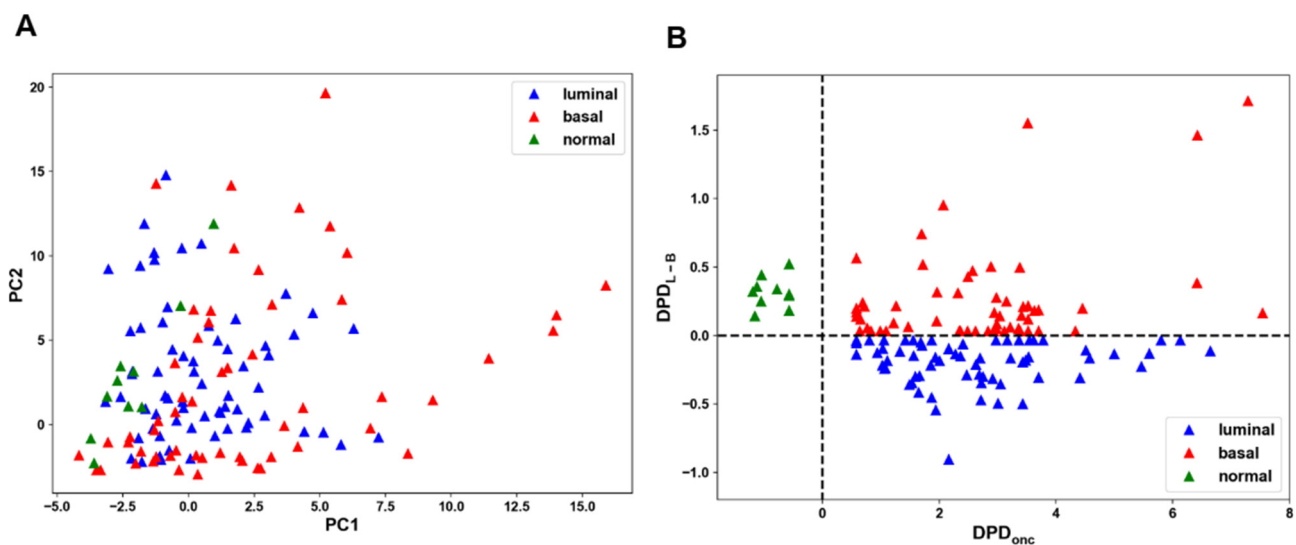 A
20
15
10
5
0
PC2
−5.0 −2.5 0.0 2.5 5.0 7.5 10.0 12.5 15.0
PC1
luminal
basal
normal
B
1.5
1.0
0.5
0.0
−0.5
−1.0
DPD_L−B
0 2 4 6 8
DPD_onc
luminal
basal
normal